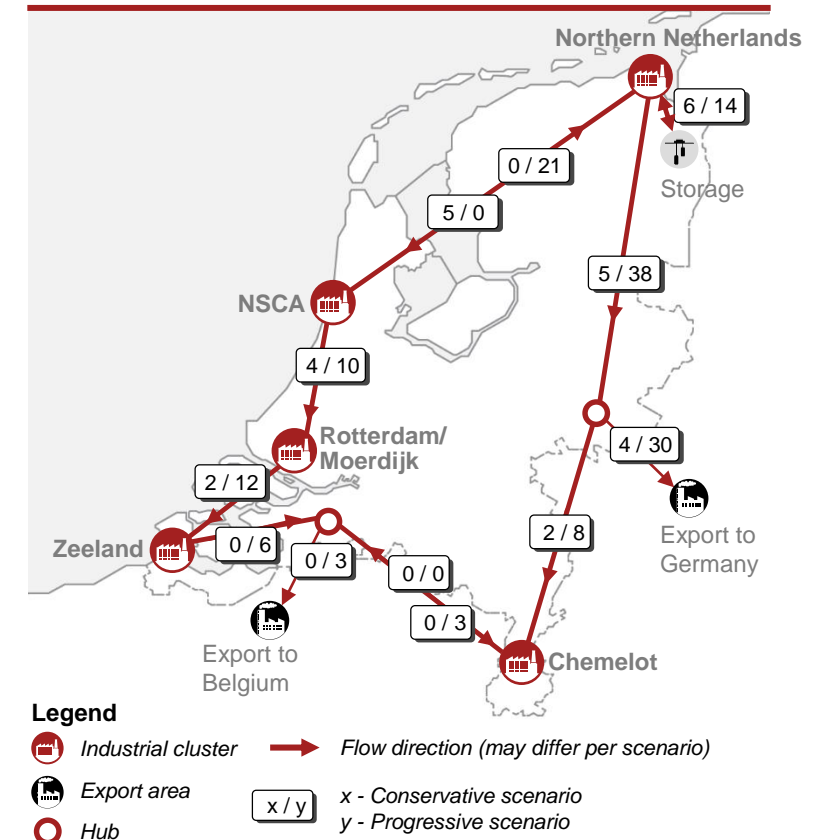 Northern Netherlands
6 / 14
Storage
0 / 21
5 / 0
5 / 38
NSCA
4 / 10
Rotterdam/
Moerdijk
4 / 30
2 / 12
Export to
Germany
2 / 8
Zeeland
0 / 6
0 / 3
0 / 0
0 / 3
Export to
Belgium
Chemelot
Legend
Industrial cluster
Flow direction (may differ per scenario)
Export area
x / y
x - Conservative scenario
y - Progressive scenario
Hub